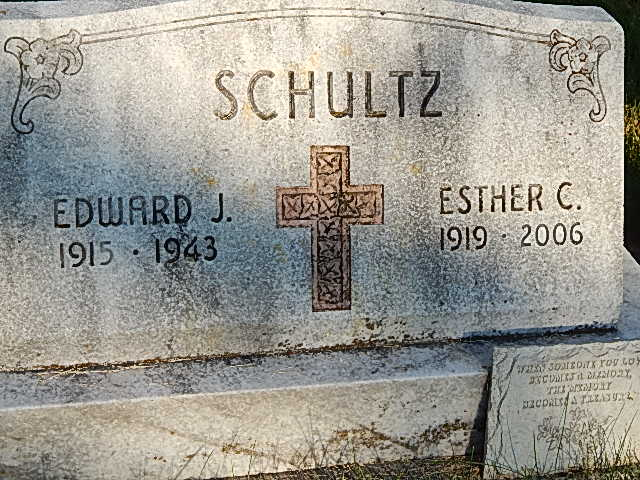 SCHULTZ
EDWARD J.
1915 · 1943
ESTHER C.
1919 · 2006
WHEN SOMEONE YOU LOVE
BECOMES A MEMORY,
THE MEMORY
BECOMES A TREASURE.